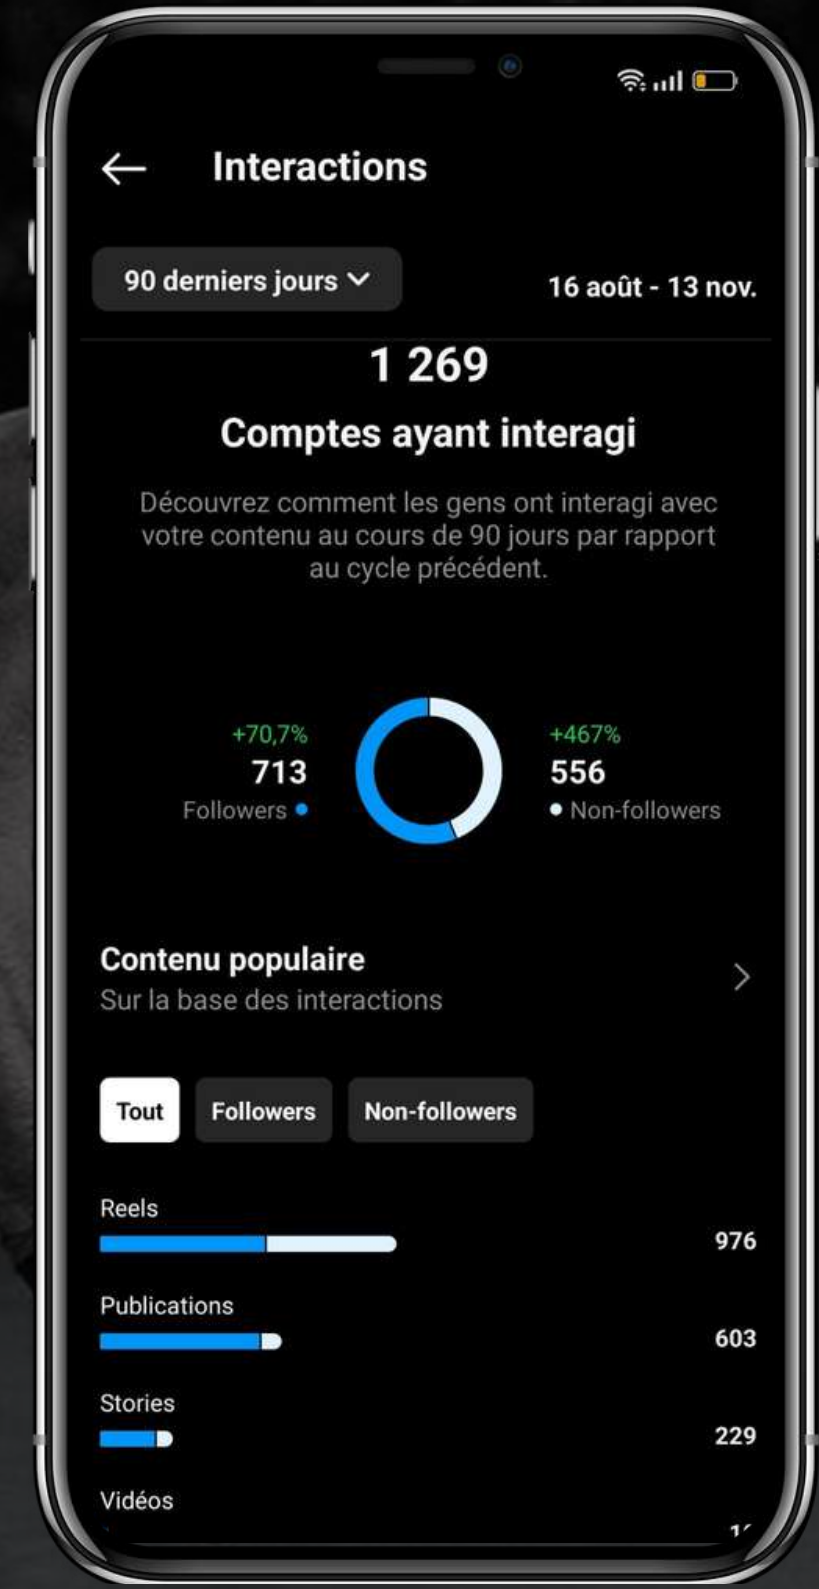 Interactions
90 derniers jours
16 août - 13 nov.
1 269
Comptes ayant interagi
Découvrez comment les gens ont interagi avec
votre contenu au cours de 90 jours par rapport
au cycle précédent.
+70,7%
713
Followers
+467%
556
Non-followers
Contenu populaire
Sur la base des interactions
Tout Followers Non-followers
Reels
976
Publications
603
Stories
229
Vidéos